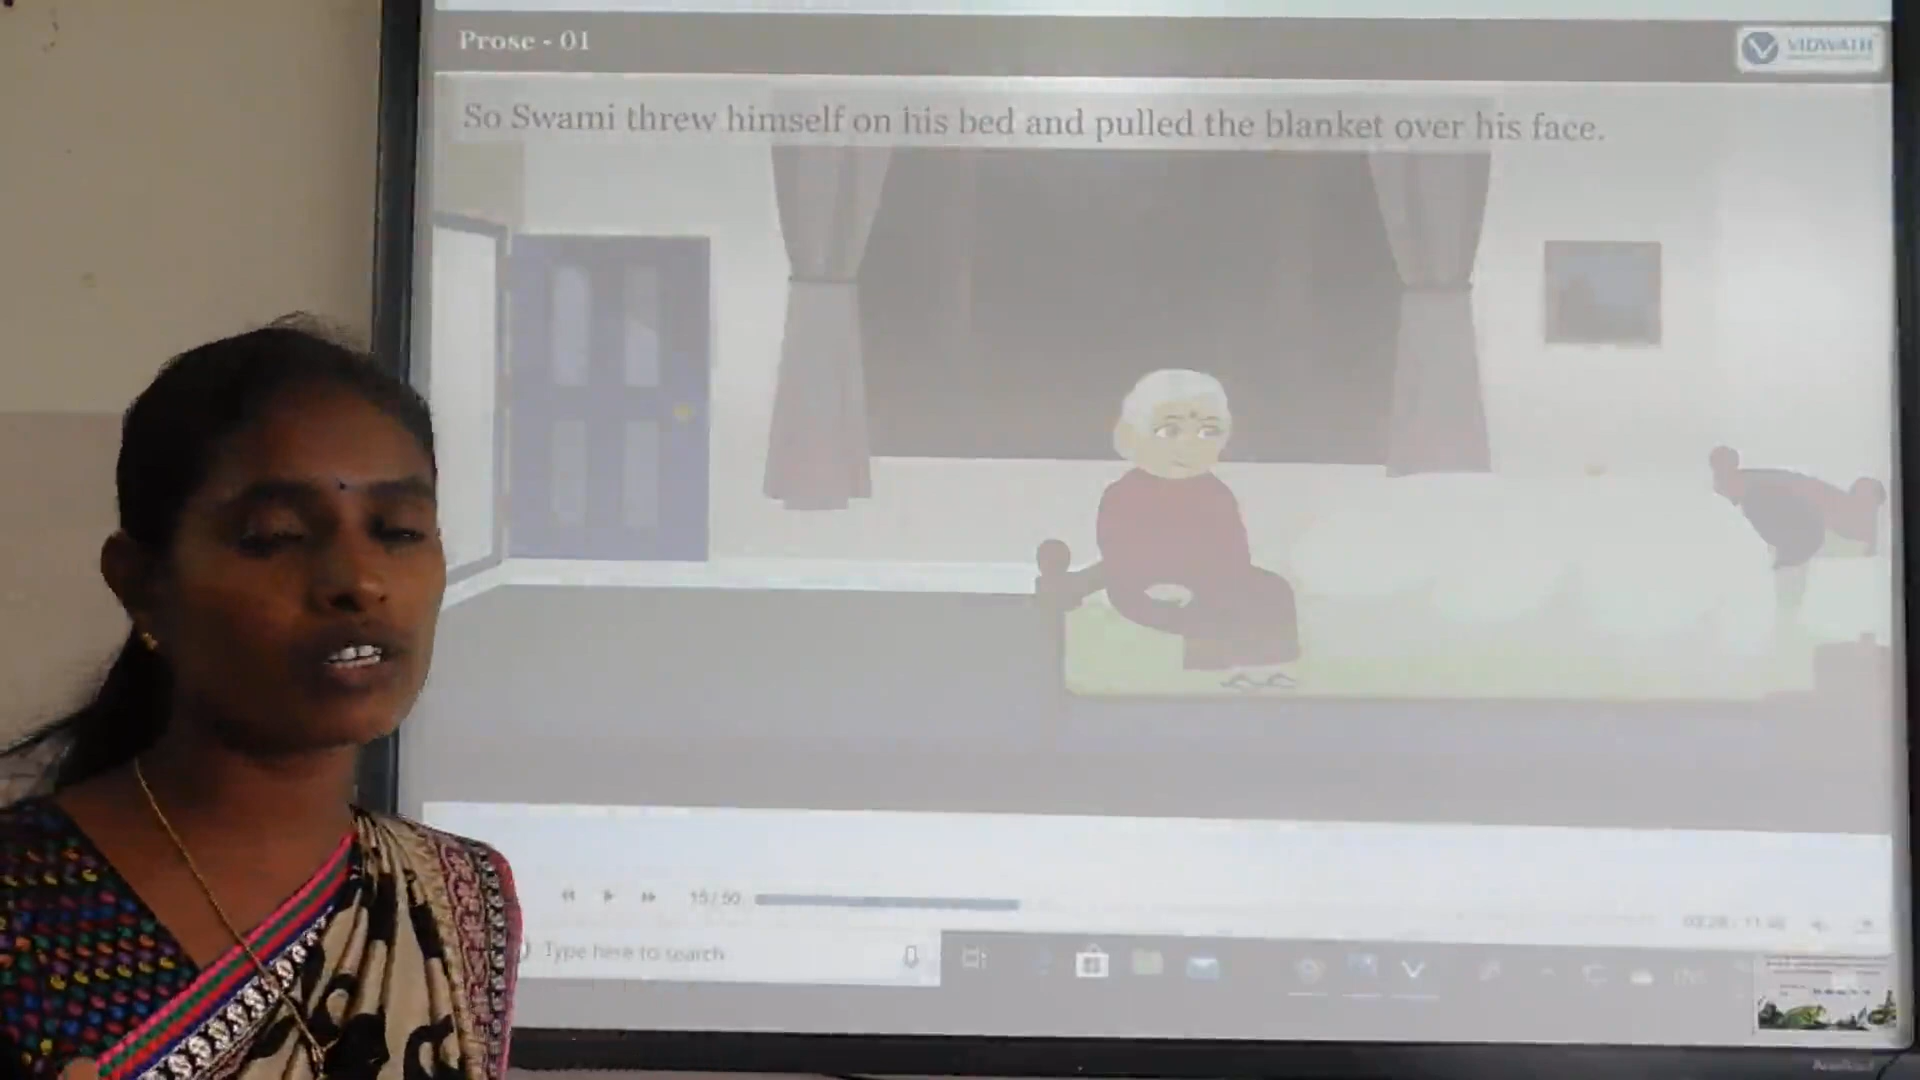 Prose - 01
VIDWATH
So Swami threw himself on his bed and pulled the blanket over his face.
15 / 50
Type here to search